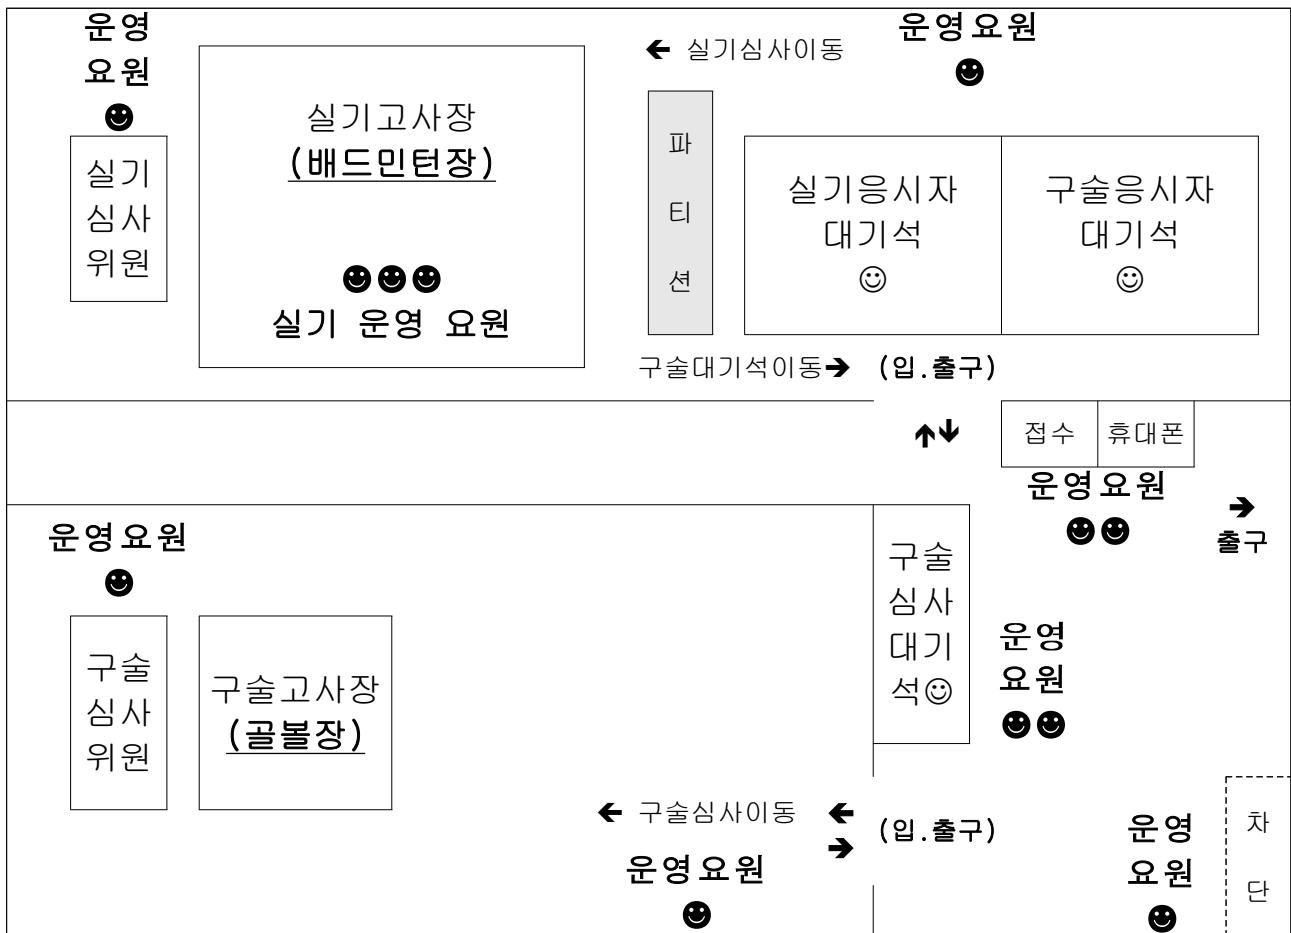 운영
요원
실기
심사
위원
실기고사장
(배드민턴장)
실기 운영 요원
← 실기심사이동
파
티
션
운영요원
실기응시자
대기석
구술응시자
대기석
구술대기석이동→
(입.출구)
↑↓
접수
휴대폰
운영요원
→
출구
운영요원
구술
심사
위원
구술고사장
(골볼장)
구술
심사
대기
석☺
운영
요원
← 구술심사이동
←
→
(입.출구)
운영요원
운영
요원
차
단